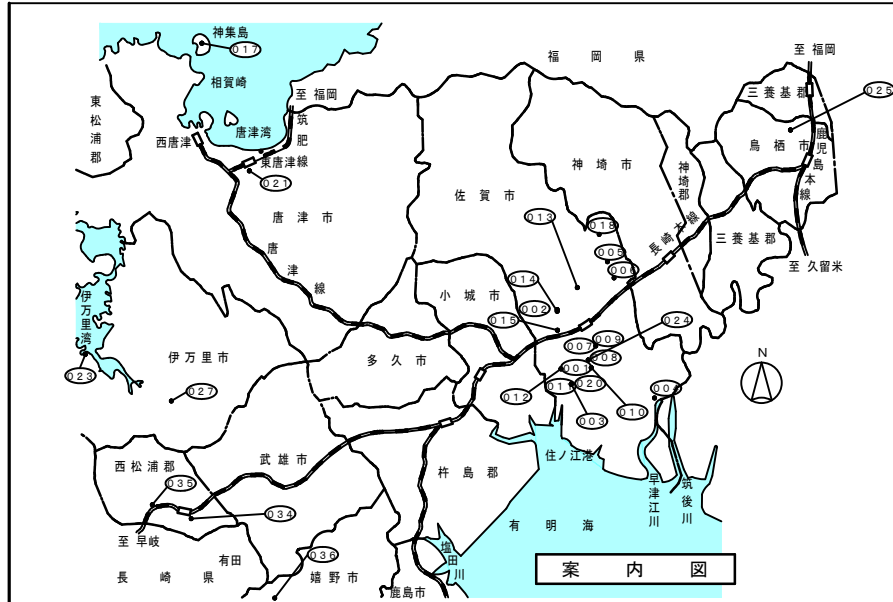 神集島
017
相賀崎
至 福岡
東松浦郡
西唐津
唐津湾
筑肥線
東唐津
021
唐津市
唐津線
福岡県
至 福岡
三養基郡
025
鳥栖市
鹿児島本線
神埼市
神埼郡
佐賀市
013
018
005
006
長崎本線
三養基郡
至 久留米
014
002
015
小城市
伊万里湾
伊万里市
多久市
009
024
007
008
001
012
011
020
003
010
004
N
023
027
西松浦郡
武雄市
杵島郡
住ノ江港
早津江川
筑後川
035
034
至 早岐
有田
036
有明海
塩田川
長崎県
嬉野市
鹿島市
案内図